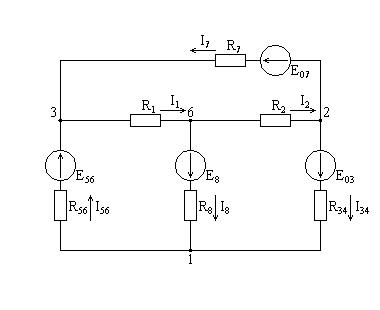 I7 R7
E07
3 R1 I1 6 R2 I2 2
E56 E8 E03
R56 I56 R8 I8 R34 I34
1